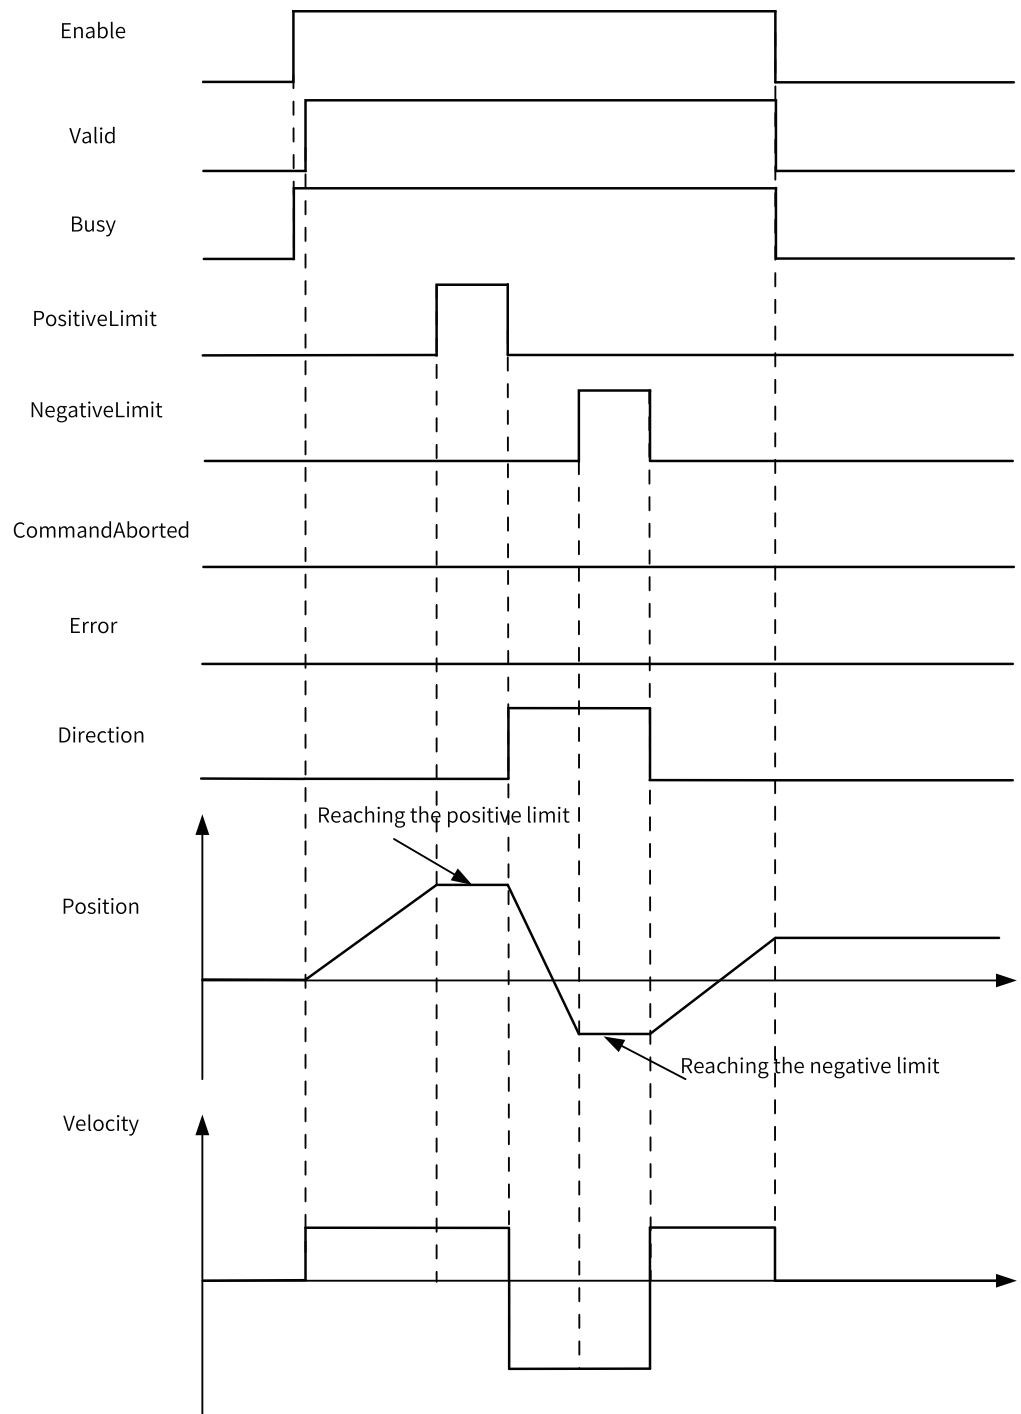 Enable
Valid
Busy
PositiveLimit
NegativeLimit
CommandAborted
Error
Direction
Reaching the positive limit
Position
Reaching the negative limit
Velocity